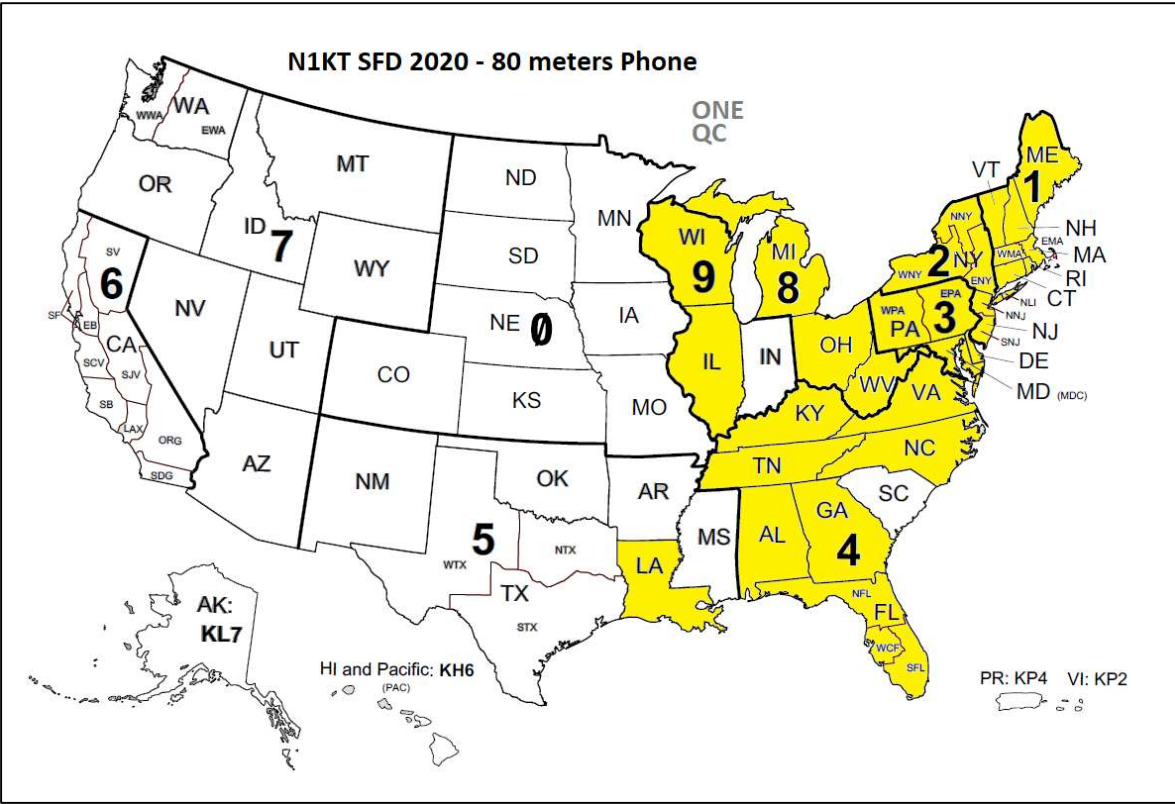 N1KT SFD 2020 - 80 meters Phone
ONE
QC
WWA
WA
EWA
OR
MT
ID
7
WY
ND
SD
NE
0
KS
MN
IA
MO
SV
6
SF
EB
SCV
CA
SJV
SB
LAX
ORG
SDG
NV
UT
CO
AZ
NM
OK
5
WTX
NTX
TX
STX
AR
LA
MS
WI
9
MI
8
IL
IN
OH
WV
KY
TN
VA
NC
SC
AL
GA
4
NFL
FL
WCF
SFL
NNY
2
NY
WNY
ENY
WPA
PA
EPA
3
VT
ME
1
NH
EMA
MA
WMA
RI
CT
NLI
NNJ
NJ
SNJ
DE
MD (MDC)
AK:
KL7
HI and Pacific: KH6
(PAC)
PR: KP4 VI: KP2